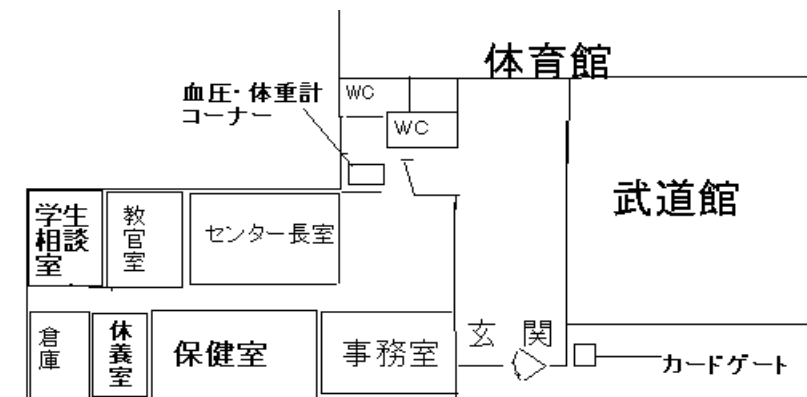 体育館
血圧・体重計
コーナー
WC
WC
武道館
学生
相談
室
教
官
室
センター長室
倉
庫
休
養
室
保健室
事務室
玄 関
カードゲート